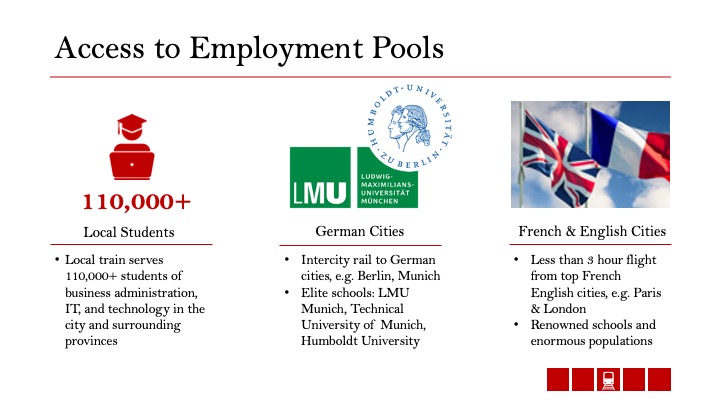 Access to Employment Pools
110,000+
Local Students
• Local train serves
110,000+ students of
business administration,
IT, and technology in the
city and surrounding
provinces
HUMBOLDT-UNIVERSITÄT
ZU BERLIN
LMU
LUDWIG-
MAXIMILIANS-
UNIVERSITÄT
MÜNCHEN
German Cities
• Intercity rail to German
cities, e.g. Berlin, Munich
• Elite schools: LMU
Munich, Technical
University of Munich,
Humboldt University
French & English Cities
• Less than 3 hour flight
from top French
English cities, e.g. Paris
& London
• Renowned schools and
enormous populations